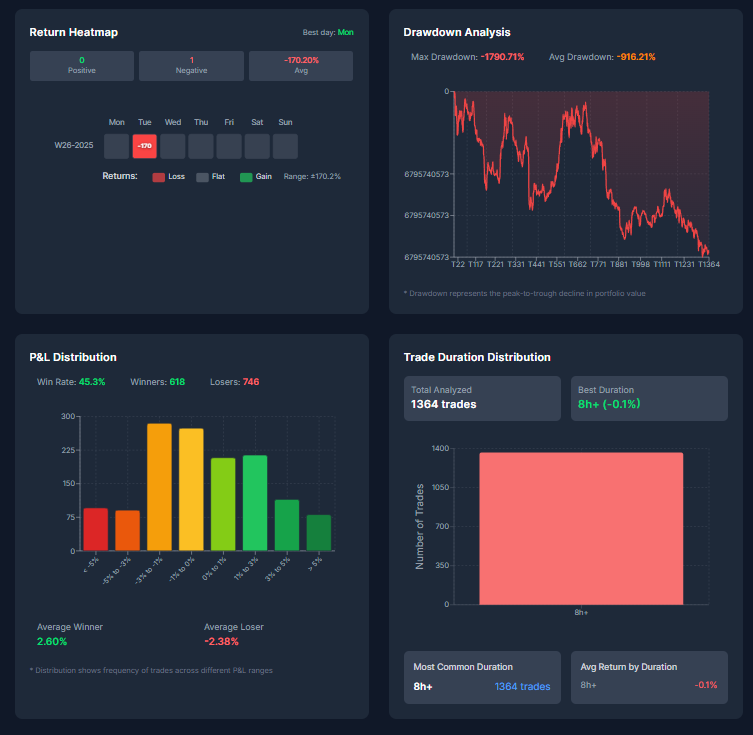 Return Heatmap
Best day: Mon
0
Positive
1
Negative
-170.20%
Avg
Mon Tue Wed Thu Fri Sat Sun
W26-2025
-170
Returns: Loss Flat Gain Range: ±170.2%
Drawdown Analysis
Max Drawdown: -1790.71% Avg Drawdown: -916.21%
0
6795740573
6795740573
6795740573
T22 T117 T221 T331 T441 T551 T662 T771 T881 T998 T1111 T1231 T1364
* Drawdown represents the peak-to-trough decline in portfolio value
P&L Distribution
Win Rate: 45.3% Winners: 618 Losers: 746
300
225
150
75
0
< -5% -5% to -3% -3% to -1% -1% to 0% 0% to 1% 1% to 3% 3% to 5% > 5%
Average Winner
2.60%
Average Loser
-2.38%
* Distribution shows frequency of trades across different P&L ranges
Trade Duration Distribution
Total Analyzed
1364 trades
Best Duration
8h+ (-0.1%)
Number of Trades
1400
1050
700
350
0
8h+
Most Common Duration
8h+ 1364 trades
Avg Return by Duration
8h+ -0.1%